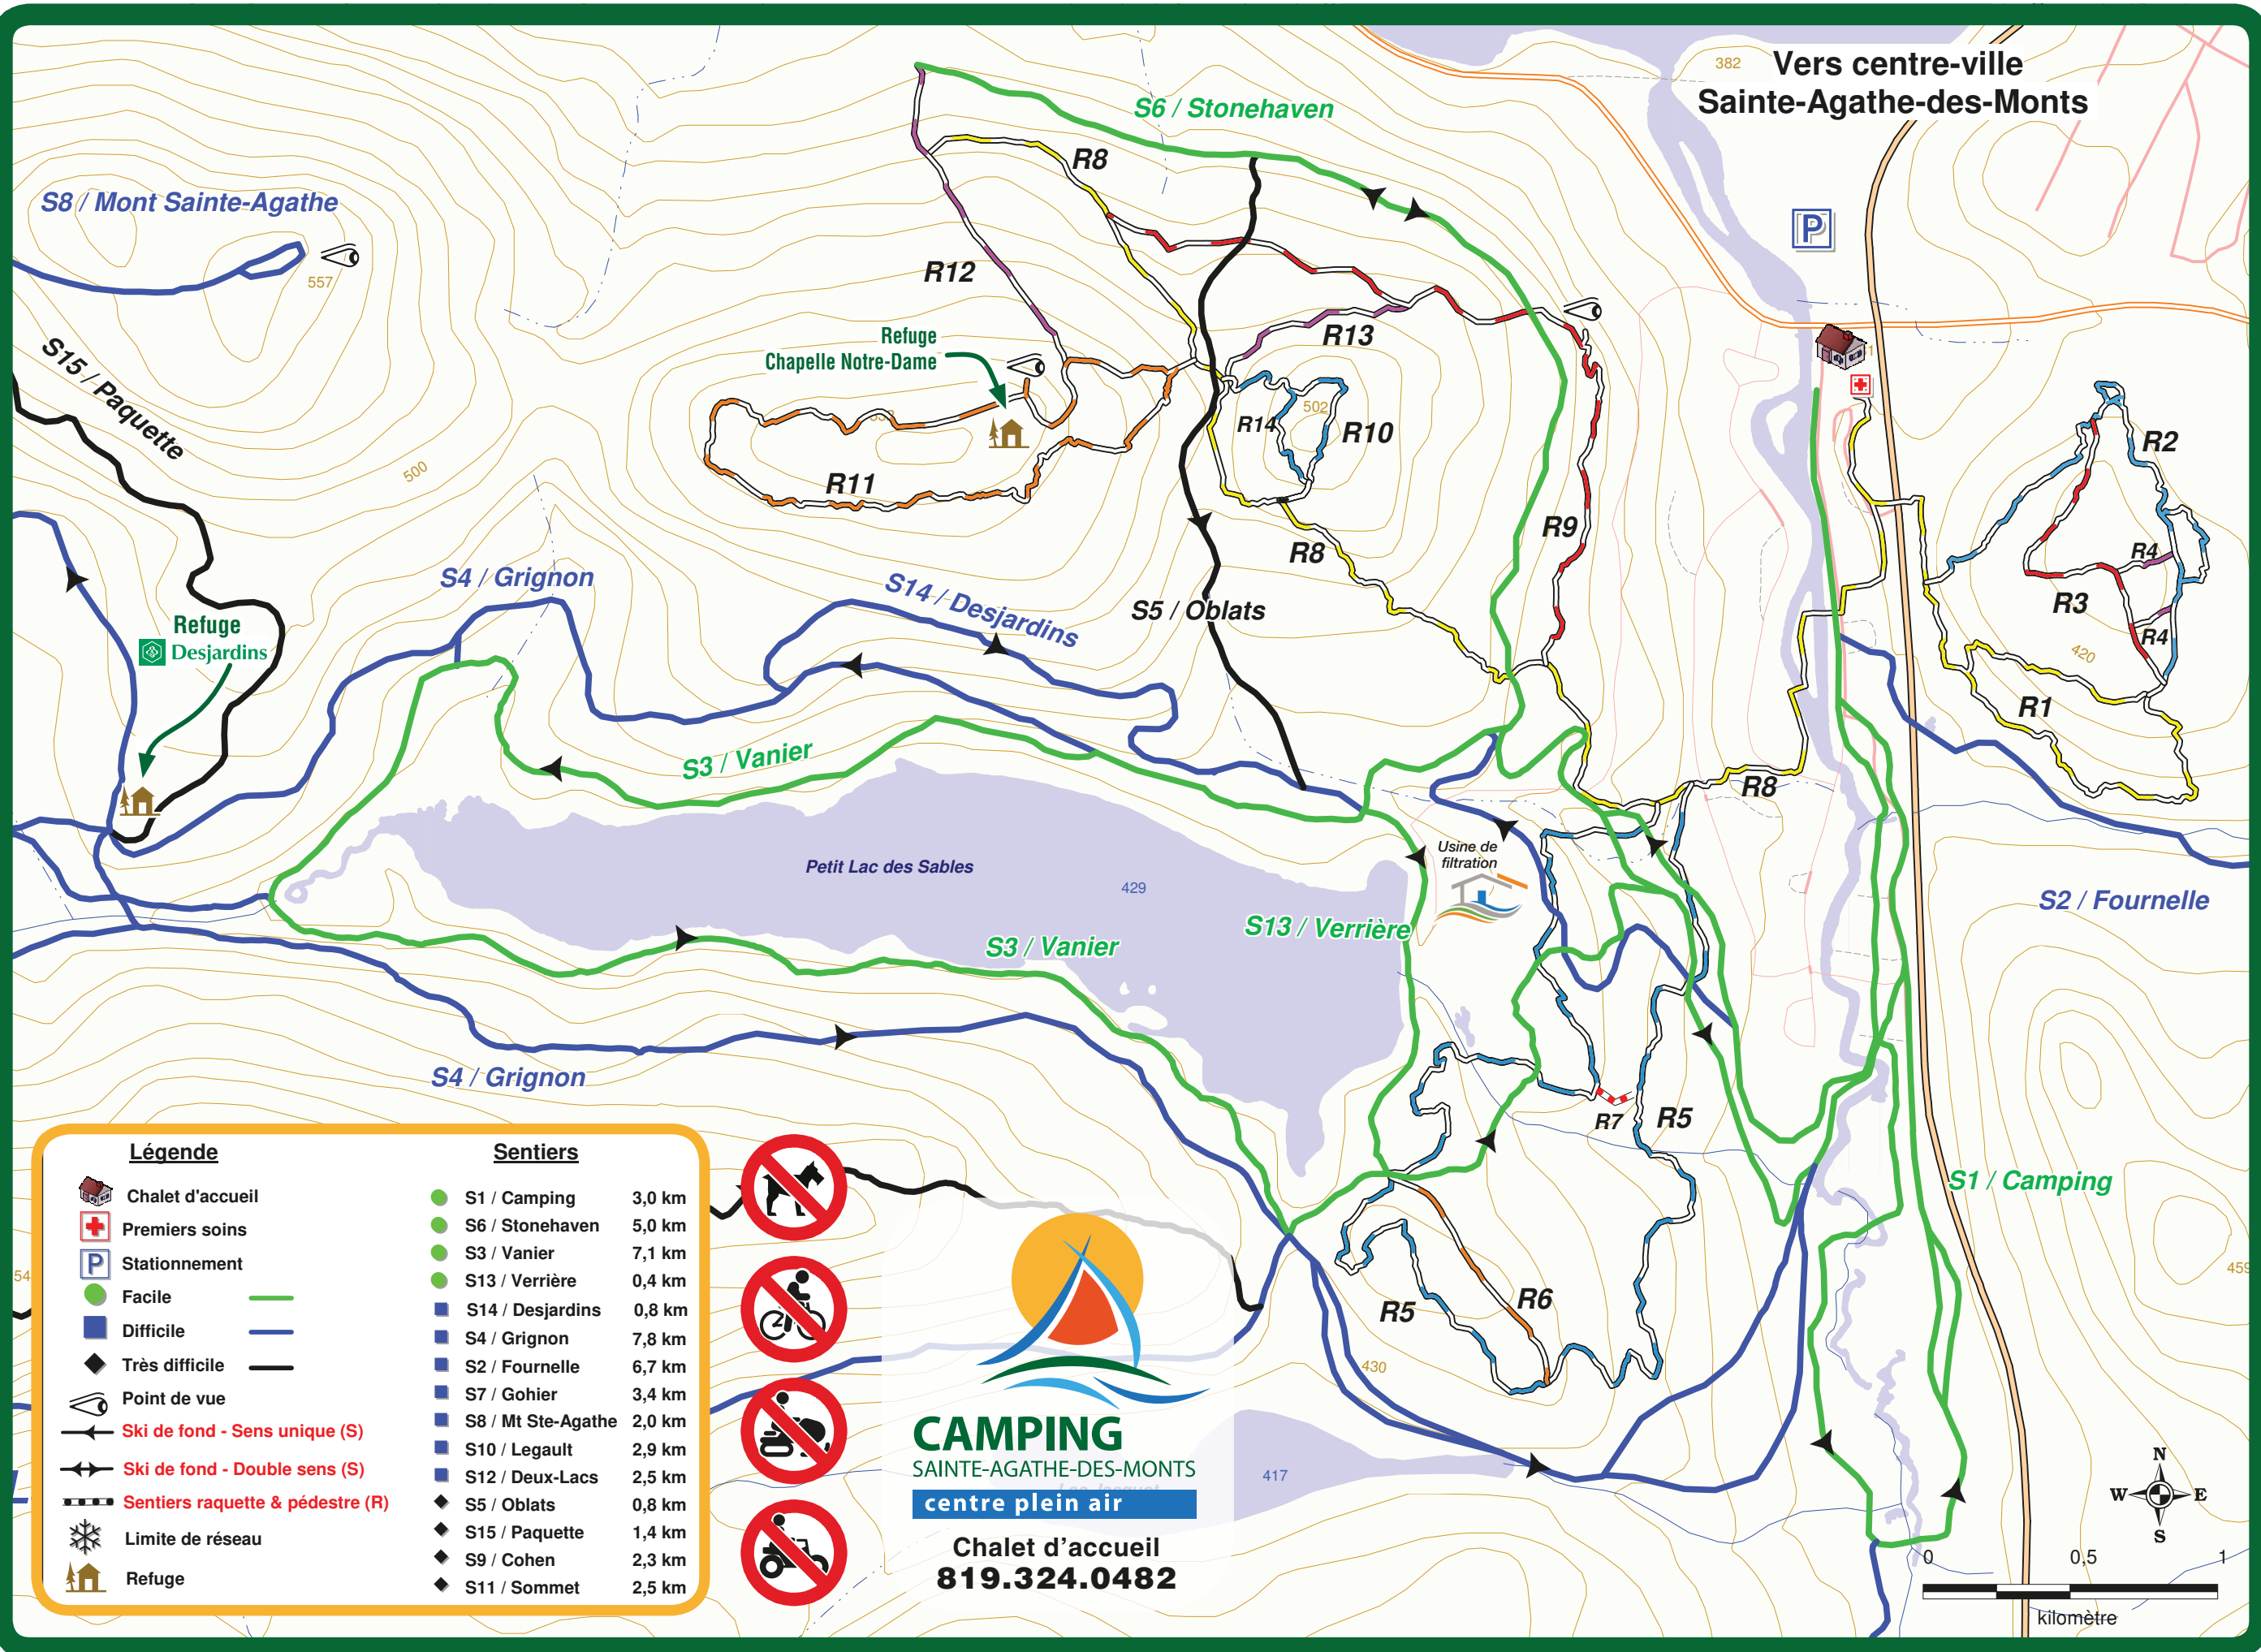 382
Vers centre-ville
Sainte-Agathe-des-Monts
S6 / Stonehaven
R8
P
S8 / Mont Sainte-Agathe
557
R12
R13
Refuge
Chapelle Notre-Dame
S15 / Paquette
502
R14
R10
R2
500
R11
R9
R8
R4
S4 / Grignon
S14 / Desjardins
S5 / Oblats
R3
R4
420
Refuge
Desjardins
R1
S3 / Vanier
R8
Usine de
filtration
Petit Lac des Sables
429
S2 / Fournelle
S13 / Verrière
S3 / Vanier
S4 / Grignon
R7
R5
S1 / Camping
459
54
R6
R5
430
417
Légende
Chalet d'accueil
Premiers soins
P
Stationnement
Facile
Difficile
Très difficile
Point de vue
Ski de fond - Sens unique (S)
Ski de fond - Double sens (S)
Sentiers raquette & pédestre (R)
Limite de réseau
Refuge
Sentiers
S1 / Camping 3,0 km
S6 / Stonehaven 5,0 km
S3 / Vanier 7,1 km
S13 / Verrière 0,4 km
S14 / Desjardins 0,8 km
S4 / Grignon 7,8 km
S2 / Fournelle 6,7 km
S7 / Gohier 3,4 km
S8 / Mt Ste-Agathe 2,0 km
S10 / Legault 2,9 km
S12 / Deux-Lacs 2,5 km
S5 / Oblats 0,8 km
S15 / Paquette 1,4 km
S9 / Cohen 2,3 km
S11 / Sommet 2,5 km
CAMPING
SAINTE-AGATHE-DES-MONTS
centre plein air
Chalet d'accueil
819.324.0482
N
W E
S
0 0,5 1
kilomètre